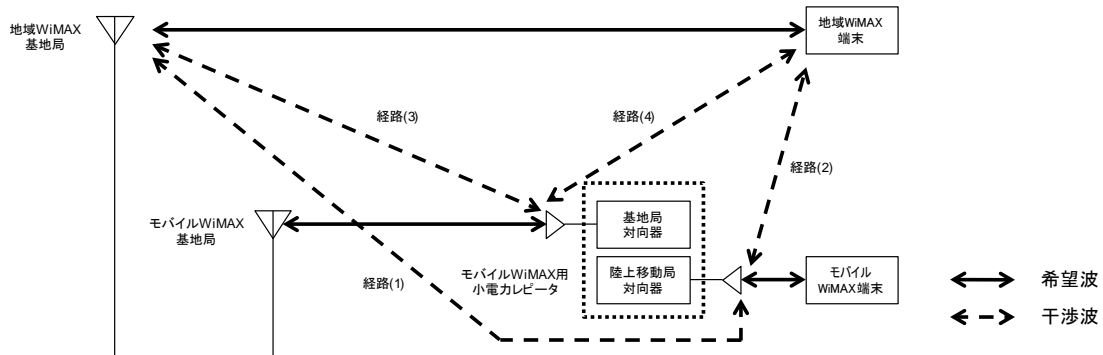 地域WiMAX
基地局
地域WiMAX
端末
経路(3)
経路(4)
経路(2)
モバイルWiMAX
基地局
基地局
対向器
モバイルWiMAX用
小電力レピータ
陸上移動局
対向器
モバイル
WiMAX端末
経路(1)
希望波
干渉波